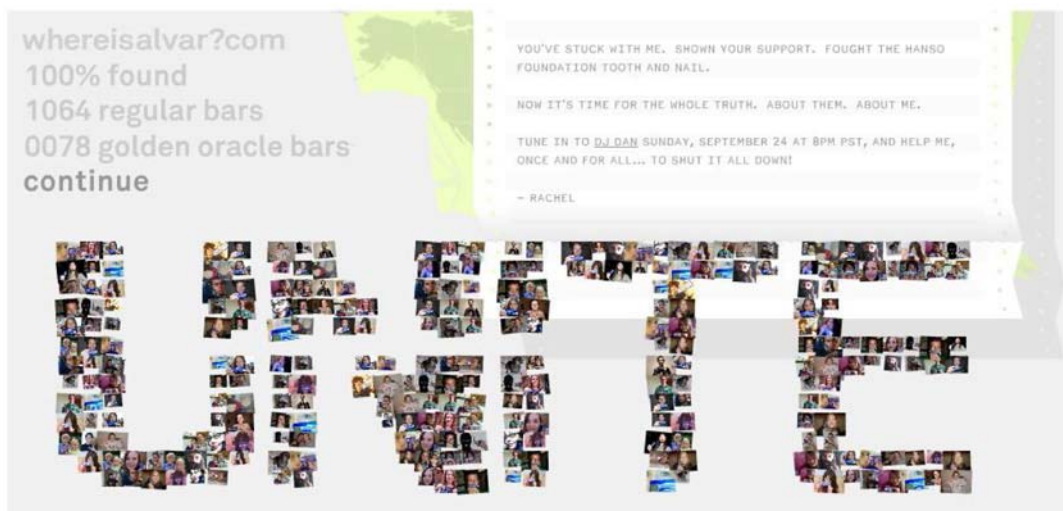 whereisalvar?com
100% found
1064 regular bars
0078 golden oracle bars
continue
YOU'VE STUCK WITH ME. SHOWN YOUR SUPPORT. FOUGHT THE HANSO
FOUNDATION TOOTH AND NAIL.
NOW IT'S TIME FOR THE WHOLE TRUTH. ABOUT THEM. ABOUT ME.
TUNE IN TO DJ DAN SUNDAY, SEPTEMBER 24 AT 8PM PST, AND HELP ME,
ONCE AND FOR ALL... TO SHUT IT ALL DOWN!
– RACHEL
UNITE